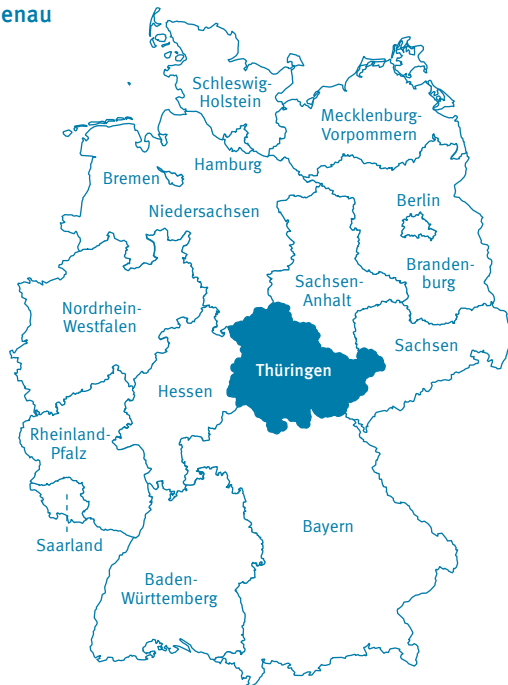 enau
Schleswig-
Holstein
Mecklenburg-
Vorpommern
Hamburg
Bremen
Niedersachsen
Berlin
Branden-
burg
Sachsen-
Anhalt
Nordrhein-
Westfalen
Sachsen
Thüringen
Hessen
Rheinland-
Pfalz
Saarland
Bayern
Baden-
Württemberg